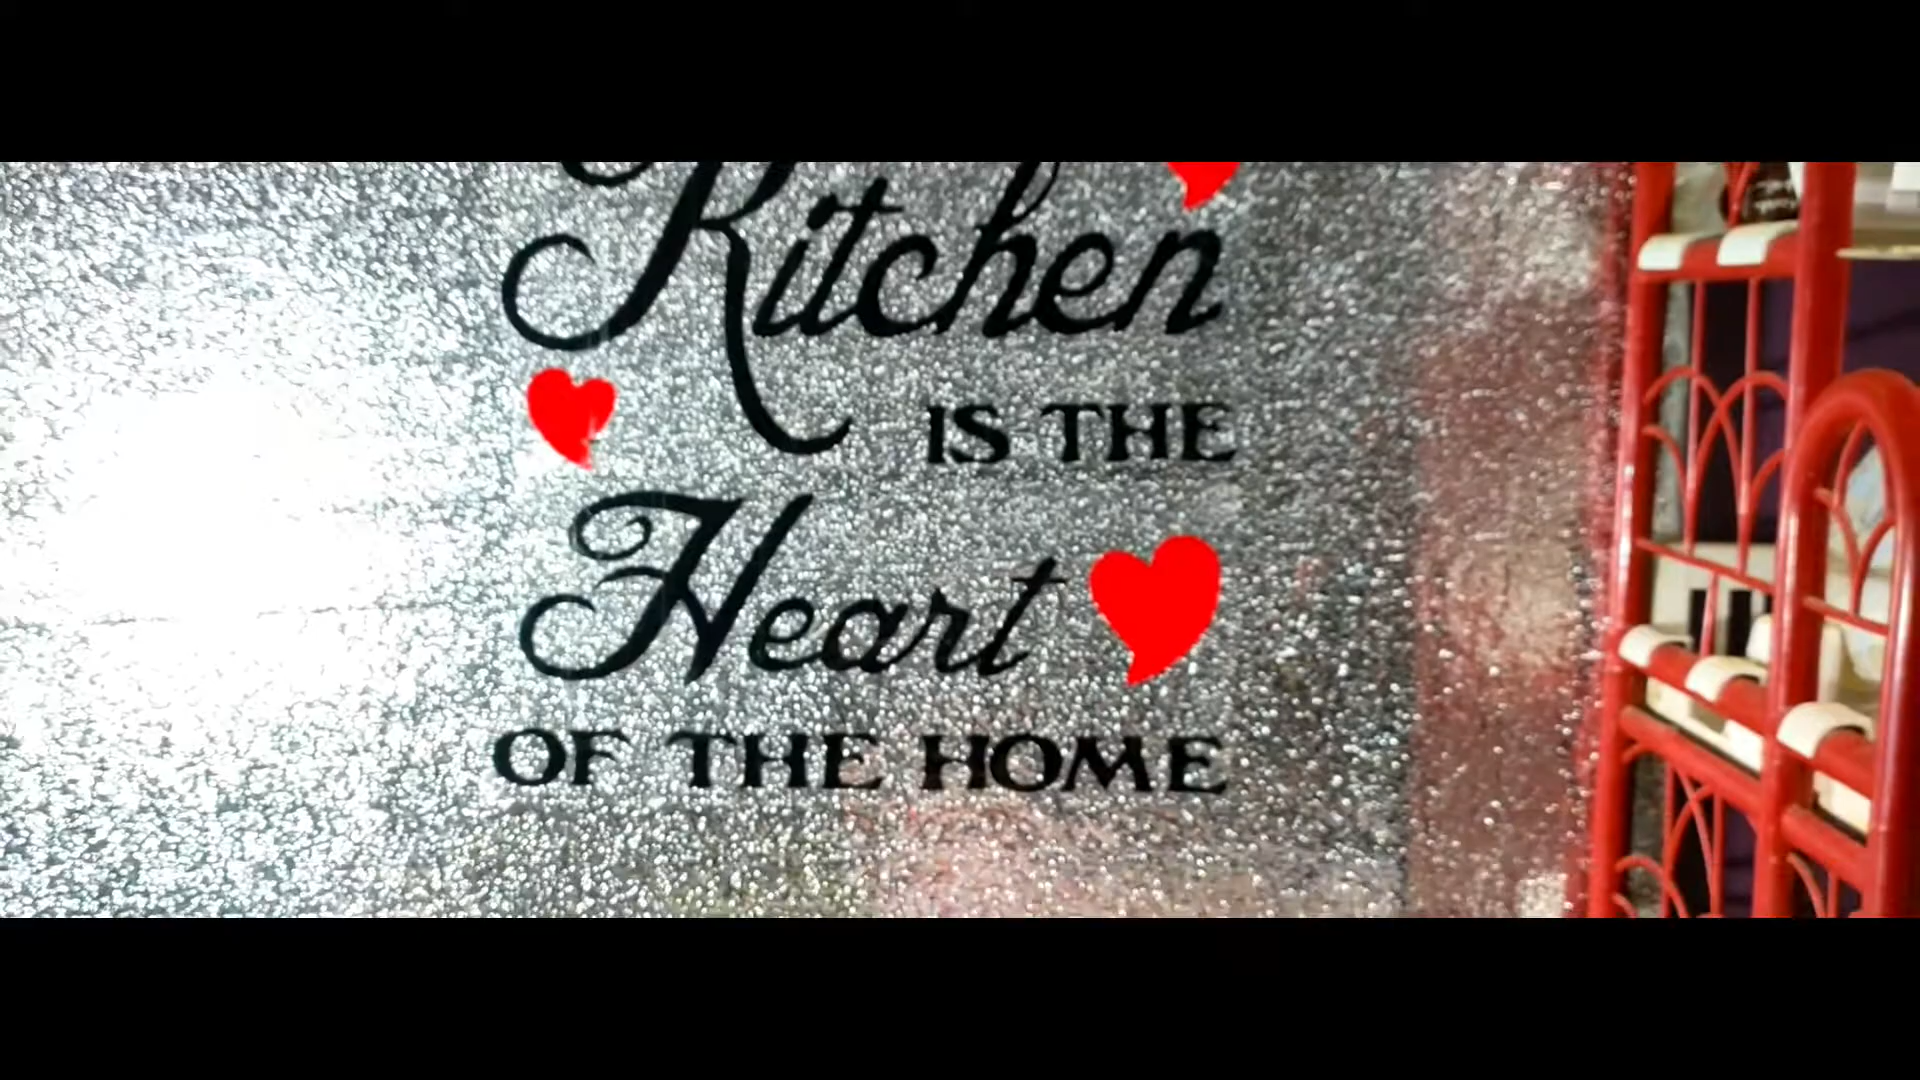 Kitchen
IS THE
Heart
OF THE HOME